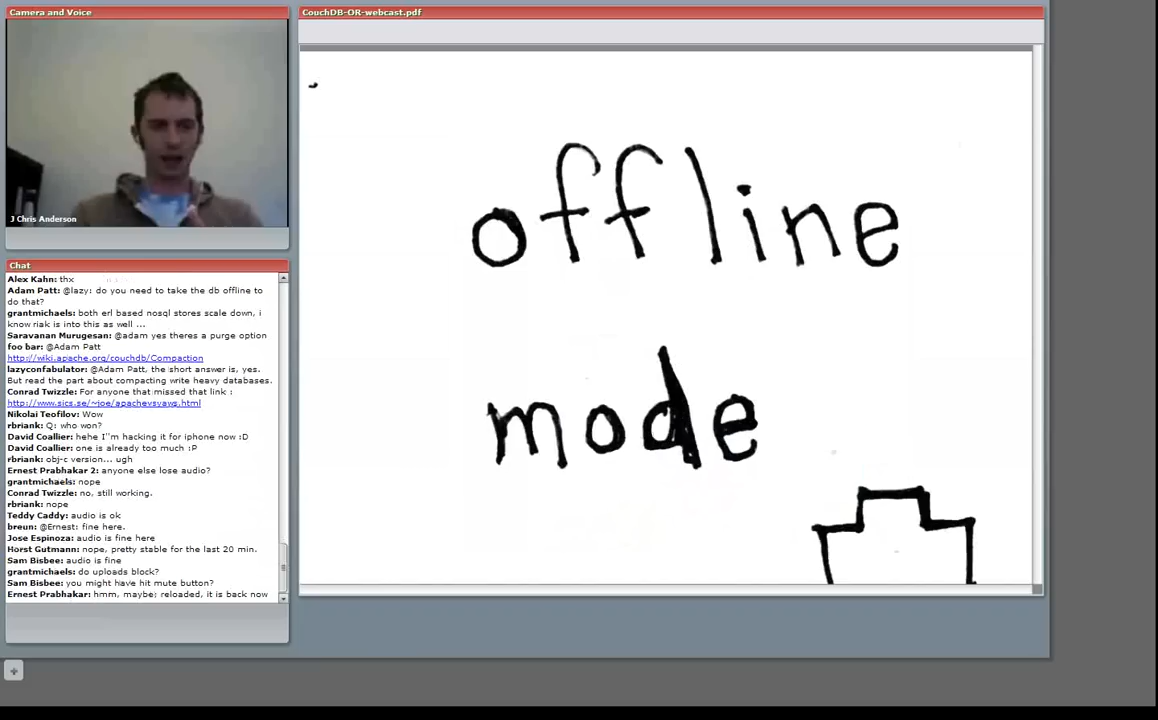 Camera and Voice
J Chris Anderson
Chat
Alex Kahn: thx
Adam Patt: @lazy: do you need to take the db offline to
do that?
grantmichaels: both erl based nosql stores scale down, i
know riak is into this as well ...
Saravanan Murugesan: @adam yes theres a purge option
foo bar: @Adam Patt
http://wiki.apache.org/couchdb/Compaction
lazyconfabulator: @Adam Patt, the short answer is, yes.
But read the part about compacting write heavy databases.
Conrad Twizzle: For anyone that missed that link :
http://www.sics.se/~joe/apachevsyaws.html
Nikolai Teofilov: Wow
rbriank: Q: who won?
David Coallier: hehe I"m hacking it for iphone now :D
David Coallier: one is already too much :P
rbriank: obj-c version... ugh
Ernest Prabhakar 2: anyone else lose audio?
grantmichaels: nope
Conrad Twizzle: no, still working.
rbriank: nope
Teddy Caddy: audio is ok
breun: @Ernest: fine here.
Jose Espinoza: audio is fine here
Horst Gutmann: nope, pretty stable for the last 20 min.
Sam Bisbee: audio is fine
grantmichaels: do uploads block?
Sam Bisbee: you might have hit mute button?
Ernest Prabhakar: hmm, maybe; reloaded, it is back now
CouchDB-OR-webcast.pdf
offline
mode